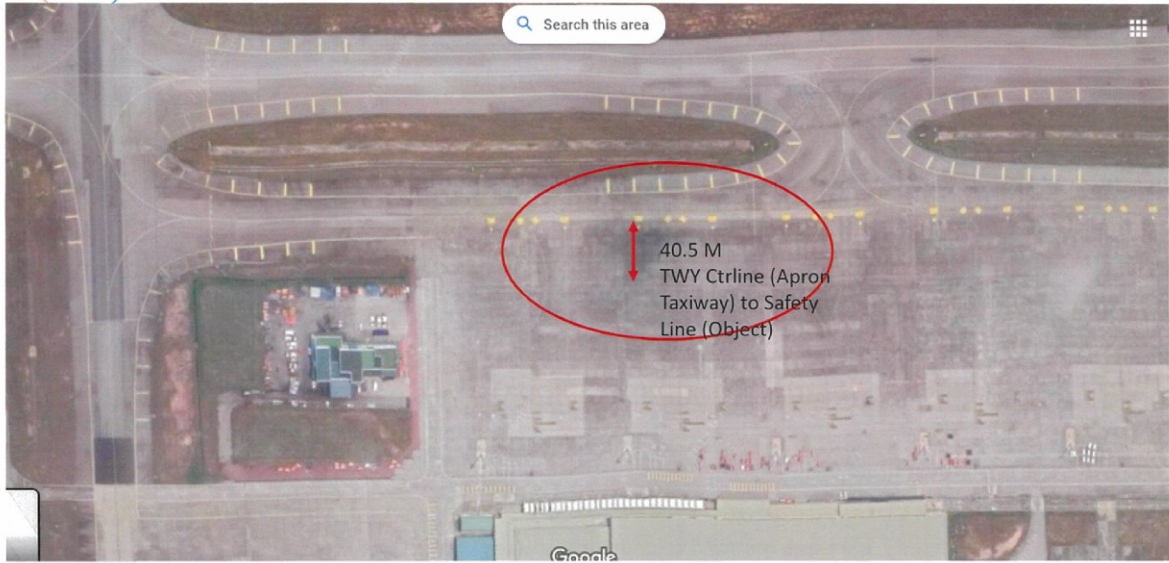 Search this area
40.5 M
TWY Ctrline (Apron
Taxiway) to Safety
Line (Object)
Google